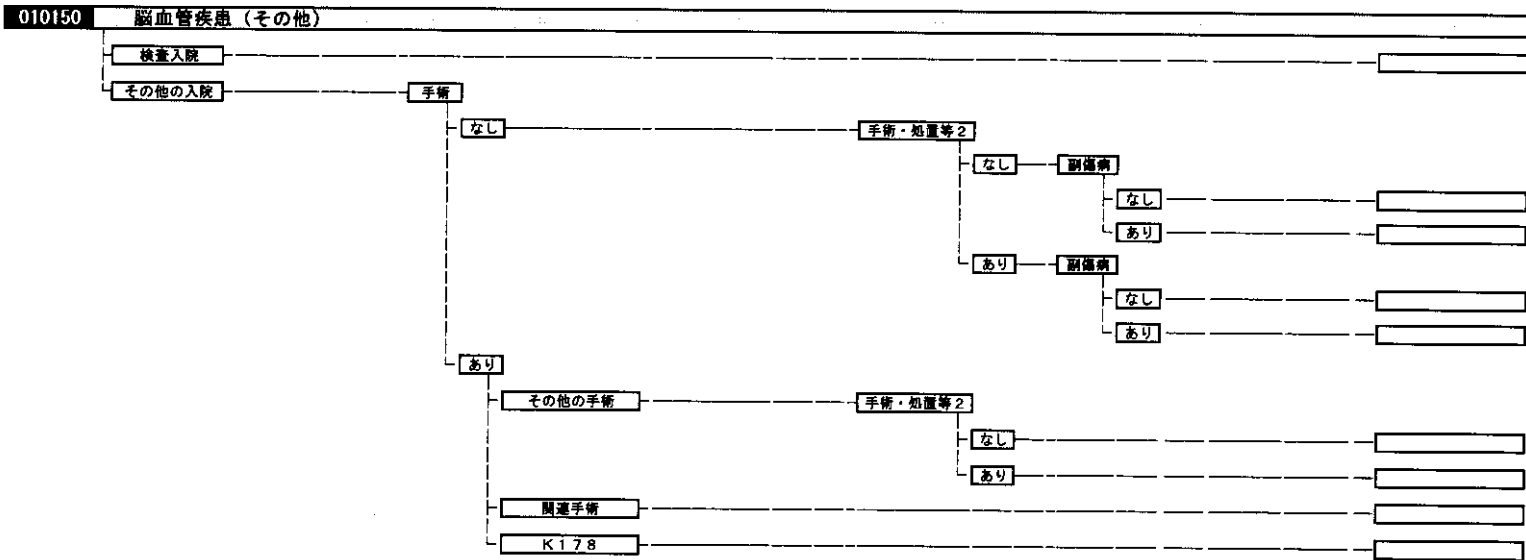 010150 脳血管疾患（その他）
検査入院
その他の入院 手術
なし 手術・処置等2
なし 副傷病
なし
あり
あり 副傷病
なし
あり
あり
その他の手術 手術・処置等2
なし
あり
関連手術
K178